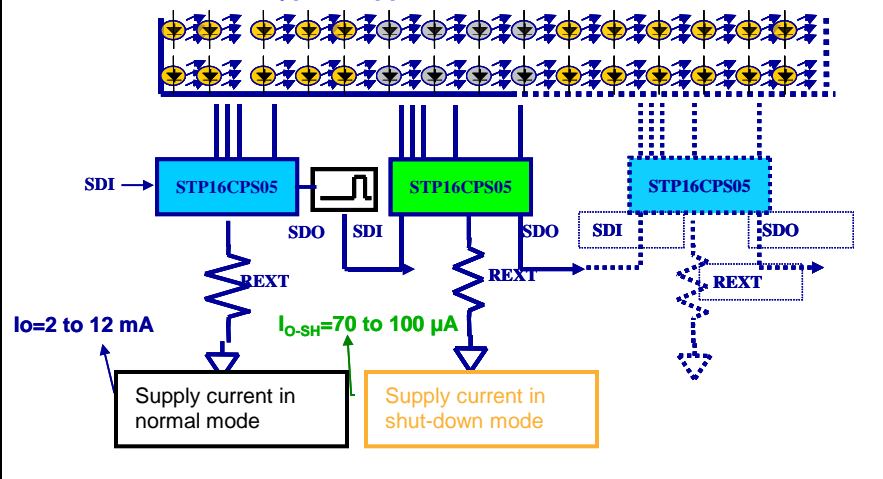 STP16CPS05
STP16CPS05
STP16CPS05
SDI
SDO
SDI
SDO
SDI
SDO
REXT
REXT
REXT
Io=2 to 12 mA
IO-SH=70 to 100 µA
Supply current in
normal mode
Supply current in
shut-down mode